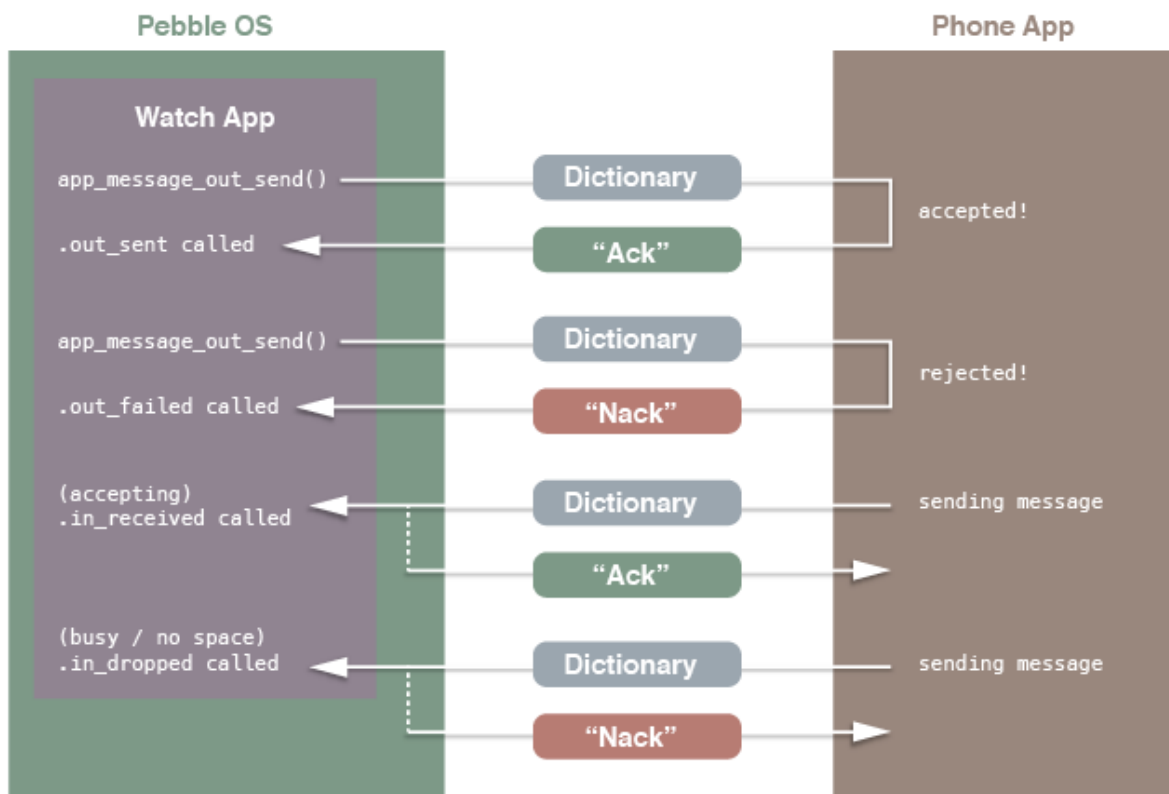 Pebble OS
Phone App
Watch App
app_message_out_send()
Dictionary
accepted!
.out_sent called
“Ack”
app_message_out_send()
Dictionary
rejected!
.out_failed called
“Nack”
(accepting)
.in_received called
Dictionary
sending message
“Ack”
(busy / no space)
.in_dropped called
Dictionary
sending message
“Nack”